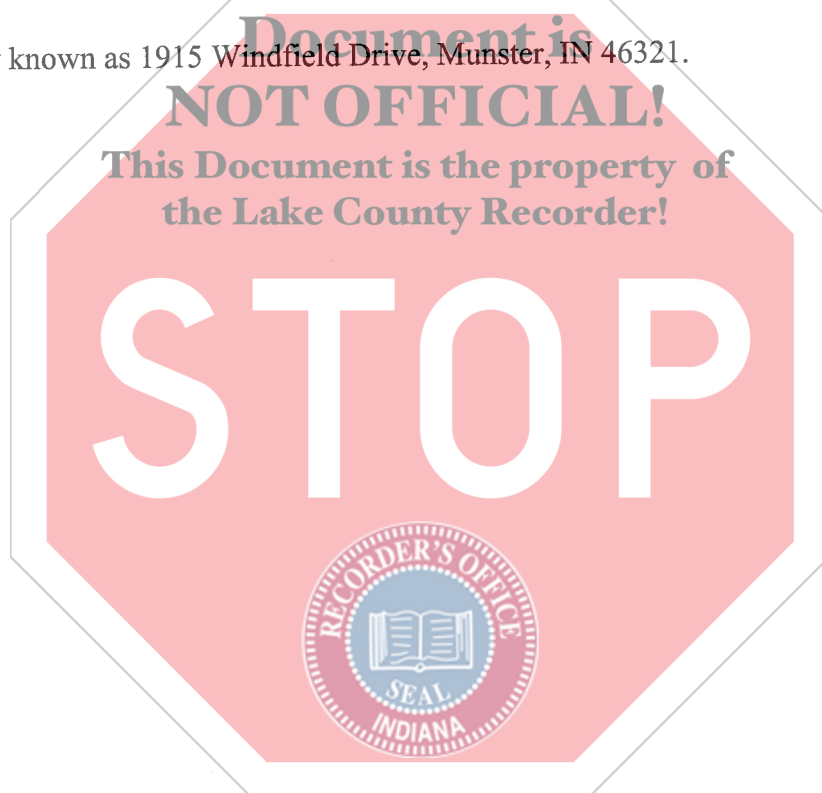 Document is
known as 1915 Windfield Drive, Munster, IN 46321.
NOT OFFICIAL!
This Document is the property of
the Lake County Recorder!
STOP
RECORDER'S OFFICE
SEAL
INDIANA